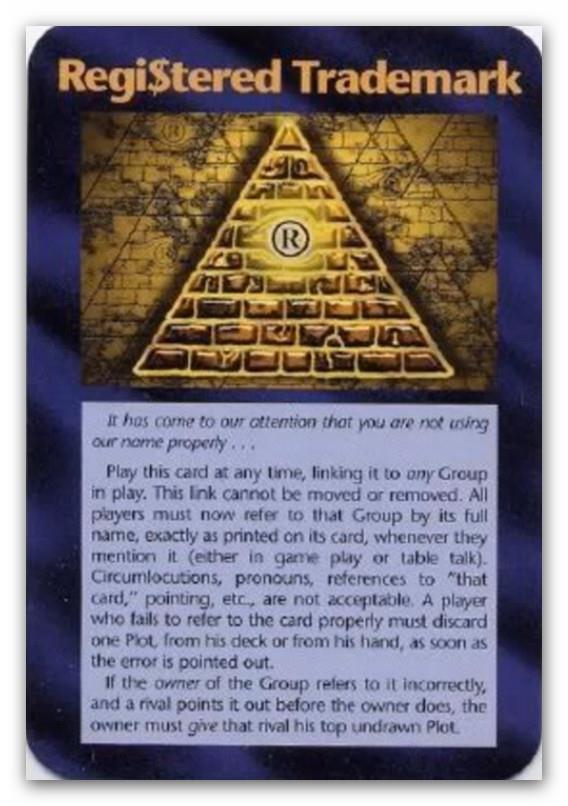 Regi$tered Trademark
®
®
It has come to our attention that you are not using
our name properly . . .
Play this card at any time, linking it to any Group
in play. This link cannot be moved or removed. All
players must now refer to that Group by its full
name, exactly as printed on its card, whenever they
mention it (either in game play or table talk).
Circumlocutions, pronouns, references to "that
card," pointing, etc., are not acceptable. A player
who fails to refer to the card properly must discard
one Plot, from his deck or from his hand, as soon as
the error is pointed out.
If the owner of the Group refers to it incorrectly,
and a rival points it out before the owner does, the
owner must give that rival his top undrawn Plot.